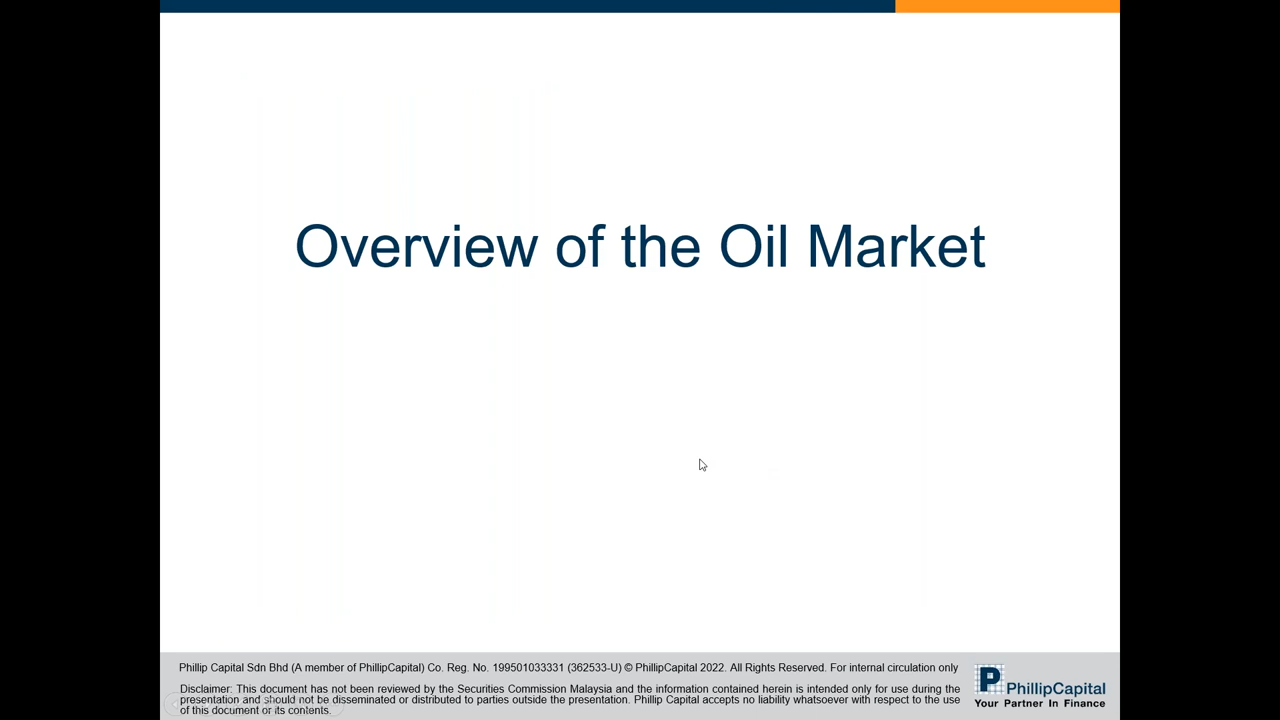 Overview of the Oil Market
Phillip Capital Sdn Bhd (A member of PhillipCapital) Co. Reg. No. 199501033331 (362533-U) © PhillipCapital 2022. All Rights Reserved. For internal circulation only
Disclaimer: This document has not been reviewed by the Securities Commission Malaysia and the information contained herein is intended only for use during the
presentation and should not be disseminated or distributed to parties outside the presentation. Phillip Capital accepts no liability whatsoever with respect to the use
of this document or its contents.
P
PhillipCapital
Your Partner In Finance